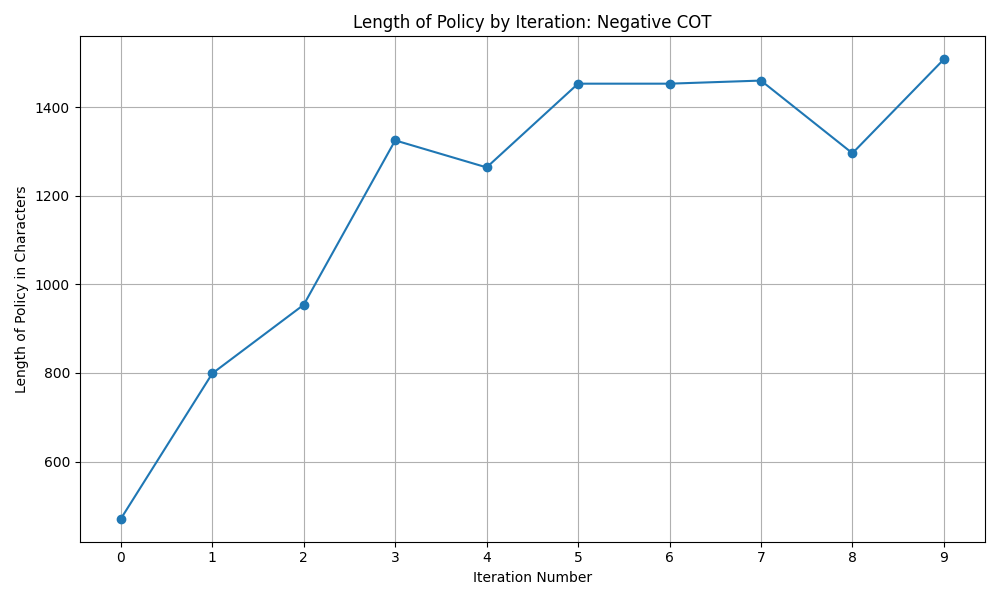 Length of Policy by Iteration: Negative COT
Length of Policy in Characters
1400
1200
1000
800
600
0 1 2 3 4 5 6 7 8 9
Iteration Number